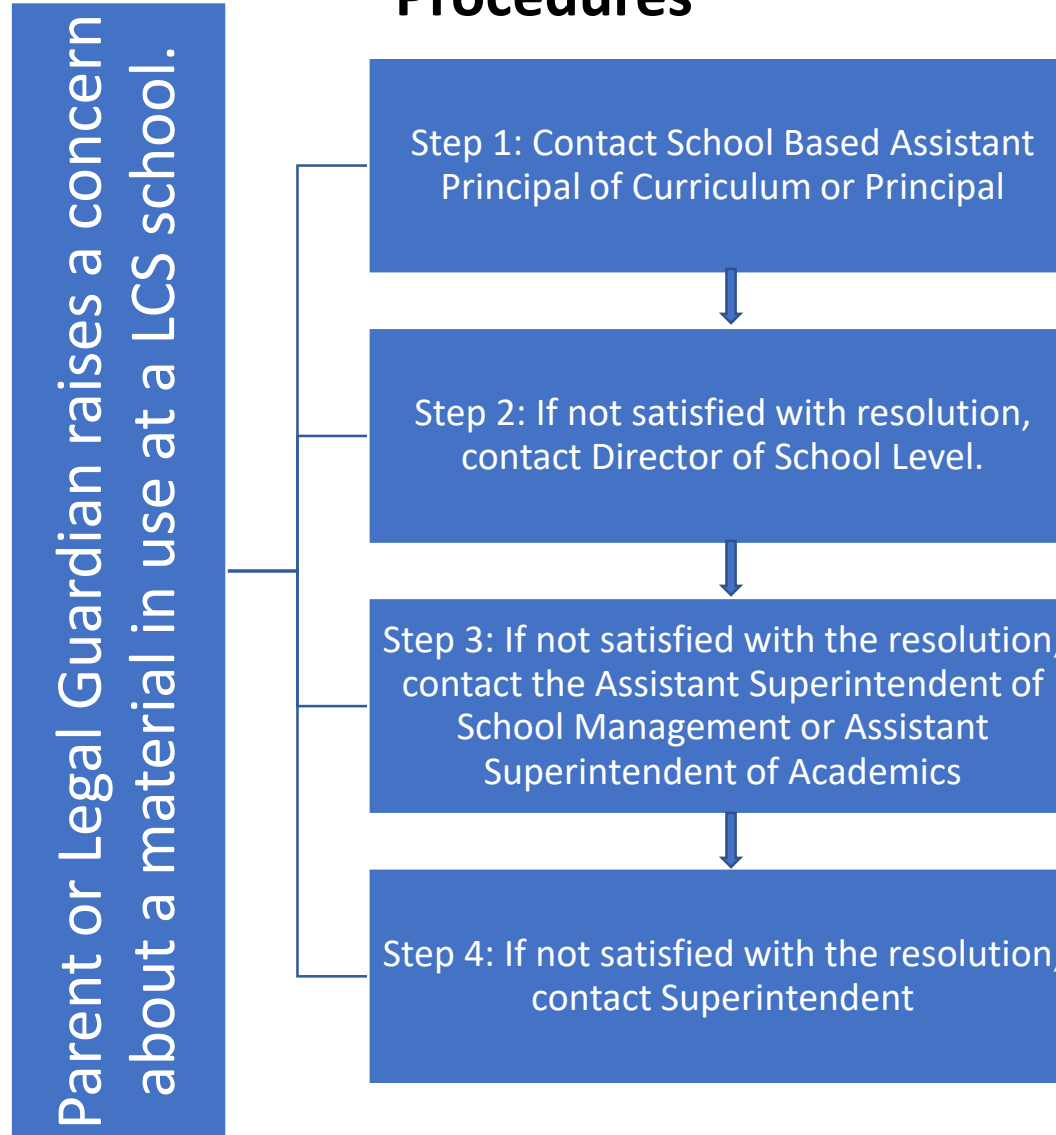 Procedures
Parent or Legal Guardian raises a concern
about a material in use at a LCS school.
Step 1: Contact School Based Assistant
Principal of Curriculum or Principal
Step 2: If not satisfied with resolution,
contact Director of School Level.
Step 3: If not satisfied with the resolution,
contact the Assistant Superintendent of
School Management or Assistant
Superintendent of Academics
Step 4: If not satisfied with the resolution,
contact Superintendent